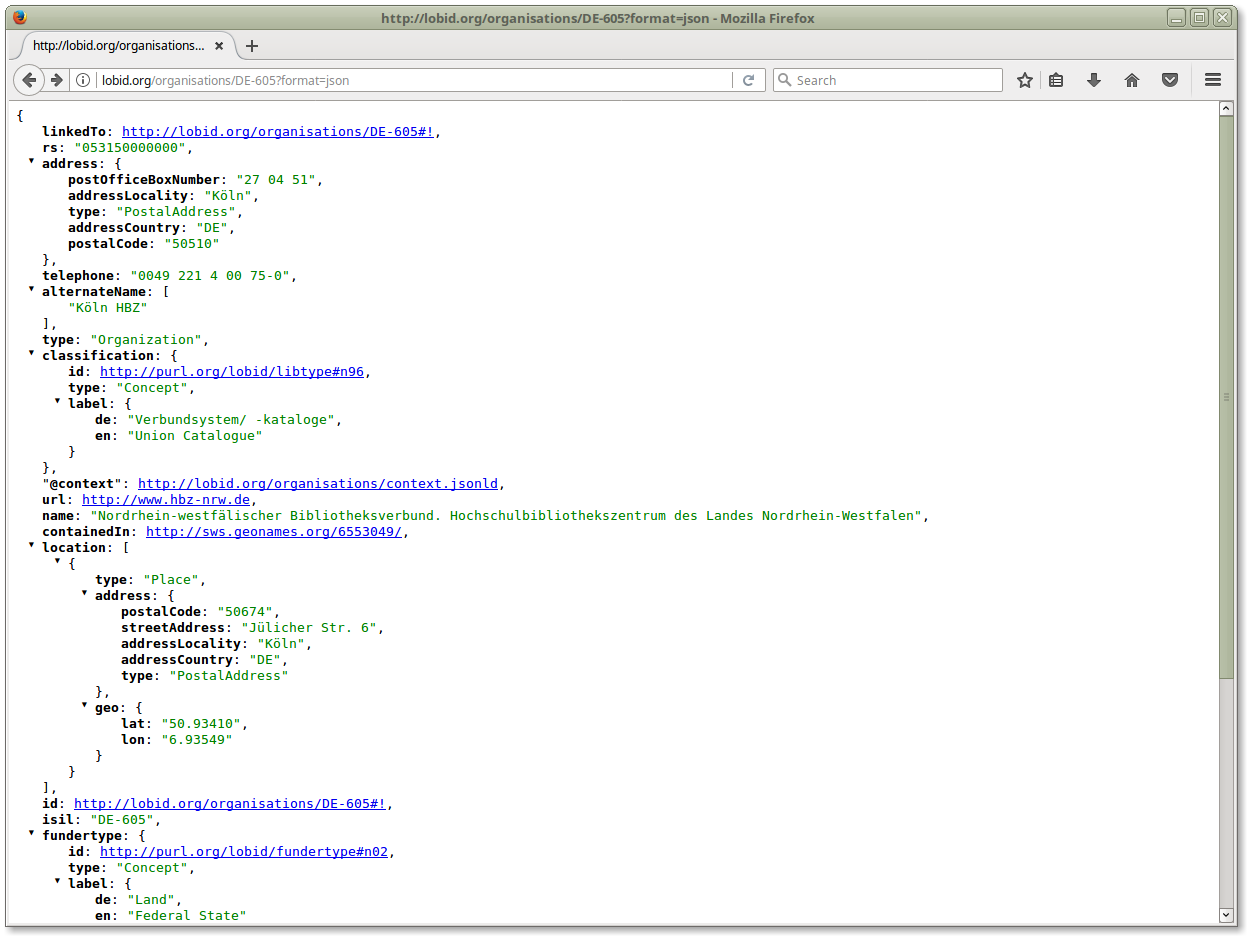 http://lobid.org/organisations/DE-605?format=json - Mozilla Firefox
http://lobid.org/organisations...
lobid.org/organisations/DE-605?format=json
Search
{
linkedTo: http://lobid.org/organisations/DE-605#!,
rs: "053150000000",
address: {
postOfficeBoxNumber: "27 04 51",
addressLocality: "Köln",
type: "PostalAddress",
addressCountry: "DE",
postalCode: "50510"
},
telephone: "0049 221 4 00 75-0",
alternateName: [
"Köln HBZ"
],
type: "Organization",
classification: {
id: http://purl.org/lobid/libtype#n96,
type: "Concept",
label: {
de: "Verbundsystem/ -kataloge",
en: "Union Catalogue"
}
},
"@context": http://lobid.org/organisations/context.jsonld,
url: http://www.hbz-nrw.de,
name: "Nordrhein-westfälischer Bibliotheksverbund. Hochschulbibliothekszentrum des Landes Nordrhein-Westfalen",
containedIn: http://sws.geonames.org/6553049/,
location: [
{
type: "Place",
address: {
postalCode: "50674",
streetAddress: "Jülicher Str. 6",
addressLocality: "Köln",
addressCountry: "DE",
type: "PostalAddress"
},
geo: {
lat: "50.93410",
lon: "6.93549"
}
}
],
id: http://lobid.org/organisations/DE-605#!,
isil: "DE-605",
fundertype: {
id: http://purl.org/lobid/fundertype#n02,
type: "Concept",
label: {
de: "Land",
en: "Federal State"